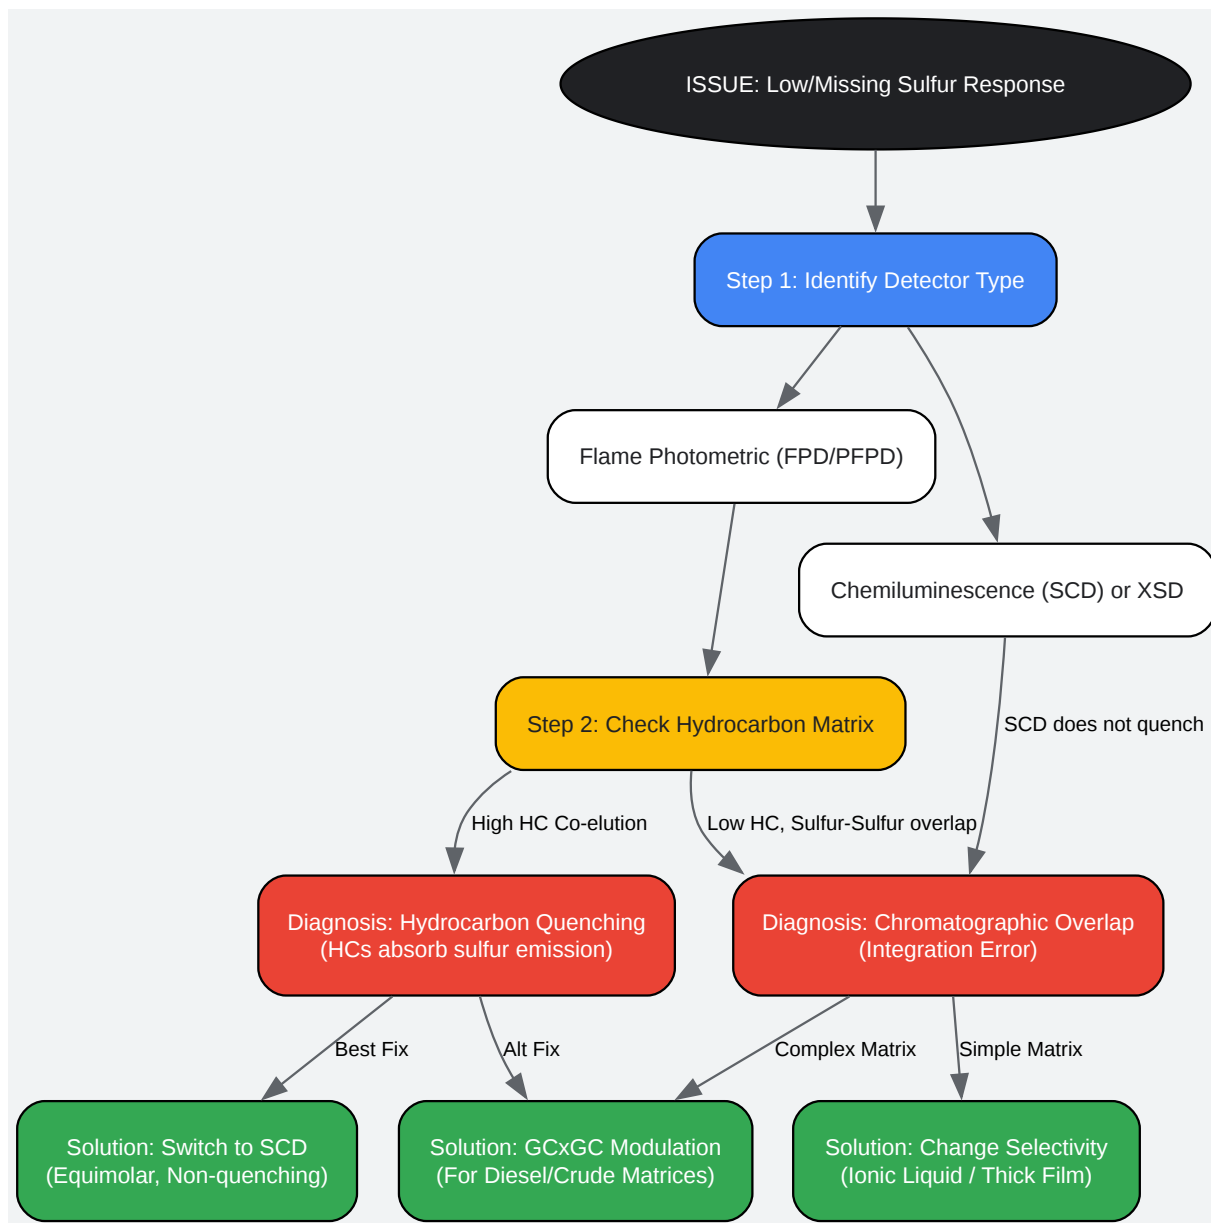 ISSUE: Low/Missing Sulfur Response
Step 1: Identify Detector Type
Flame Photometric (FPD/PFPD)
Chemiluminescence (SCD) or XSD
Step 2: Check Hydrocarbon Matrix
SCD does not quench
High HC Co-elution
Low HC, Sulfur-Sulfur overlap
Diagnosis: Hydrocarbon Quenching
(HCs absorb sulfur emission)
Diagnosis: Chromatographic Overlap
(Integration Error)
Best Fix
Alt Fix
Complex Matrix
Simple Matrix
Solution: Switch to SCD
(Equimolar, Non-quenching)
Solution: GCxGC Modulation
(For Diesel/Crude Matrices)
Solution: Change Selectivity
(Ionic Liquid / Thick Film)